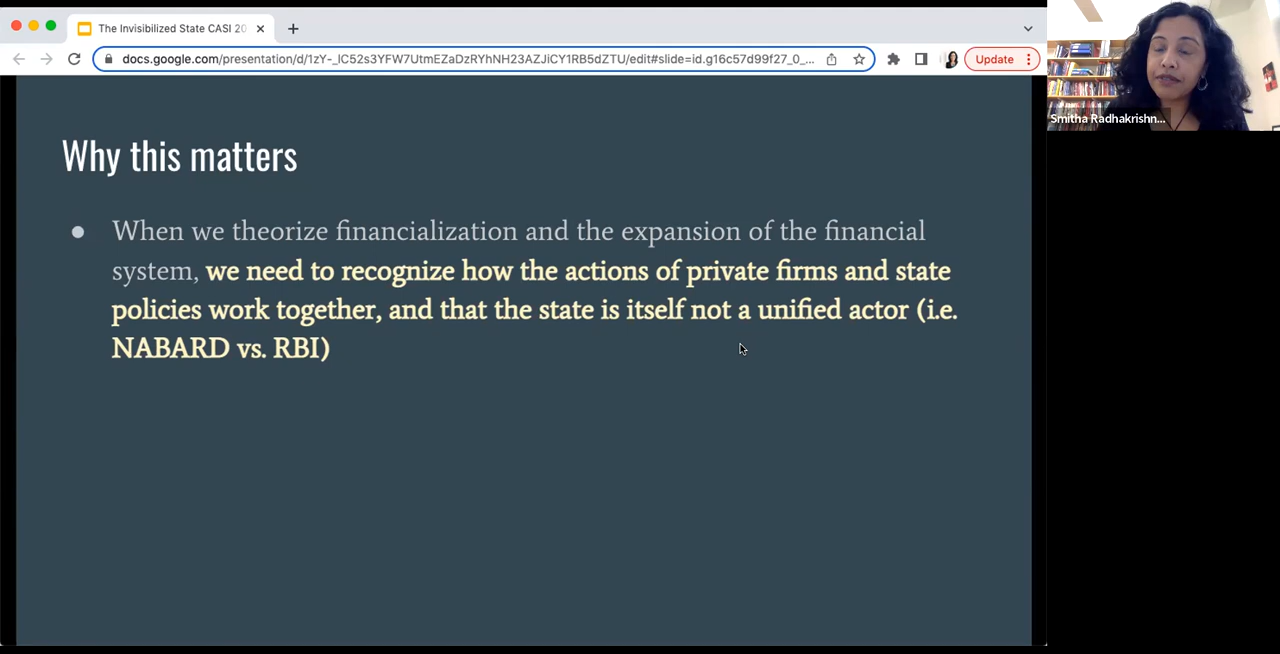 The Invisibilized State CASI 20
docs.google.com/presentation/d/1zY-_lC52s3YFW7UtmEZaDzRYhNH23AZJiCY1RB5dZTU/edit#slide=id.g16c57d99f27_0_...
Update
Smitha Radhakrishn...
Why this matters
● When we theorize financialization and the expansion of the financial
system, we need to recognize how the actions of private firms and state
policies work together, and that the state is itself not a unified actor (i.e.
NABARD vs. RBI)